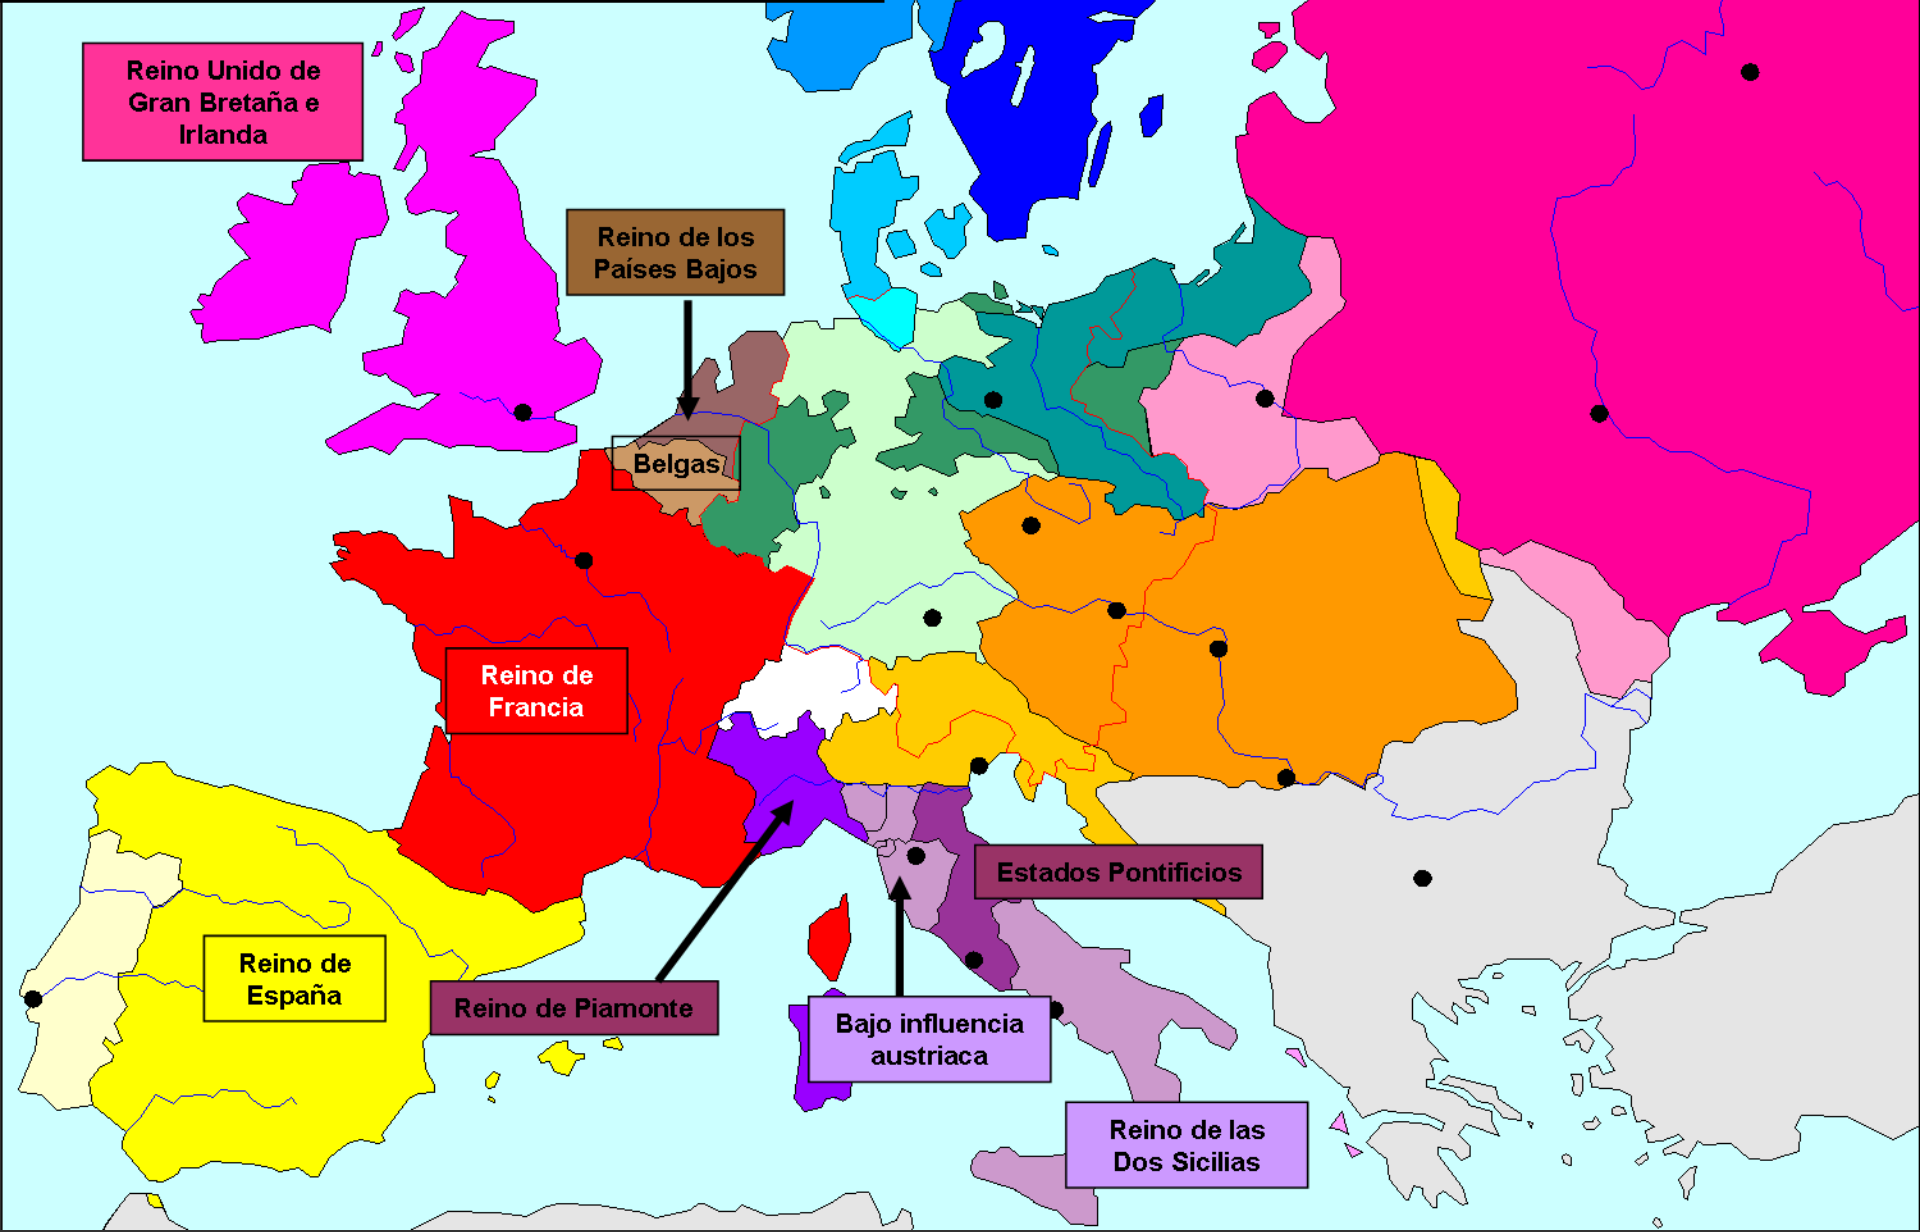 Reino Unido de
Gran Bretaña e
Irlanda
Reino de los
Países Bajos
Belgas
Reino de
Francia
Estados Pontificios
Reino de
España
Reino de Piamonte
Bajo influencia
austriaca
Reino de las
Dos Sicilias